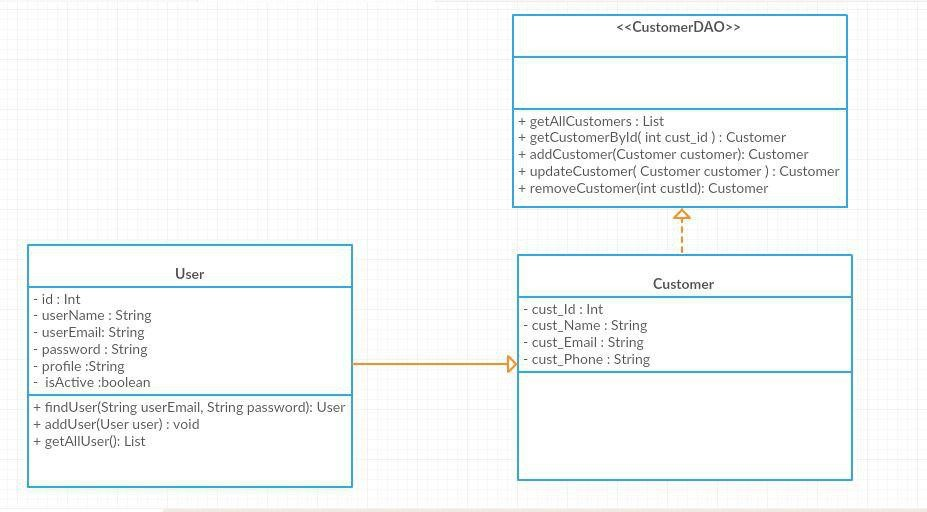 <<CustomerDAO>>
+ getAllCustomers : List
+ getCustomerById( int cust_id ) : Customer
+ addCustomer(Customer customer): Customer
+ updateCustomer( Customer customer ) : Customer
+ removeCustomer(int custId): Customer
User
- id : Int
- userName : String
- userEmail: String
- password : String
- profile :String
- isActive :boolean
+ findUser(String userEmail, String password): User
+ addUser(User user) : void
+ getAllUser(): List
Customer
- cust_Id : Int
- cust_Name : String
- cust_Email : String
- cust_Phone : String